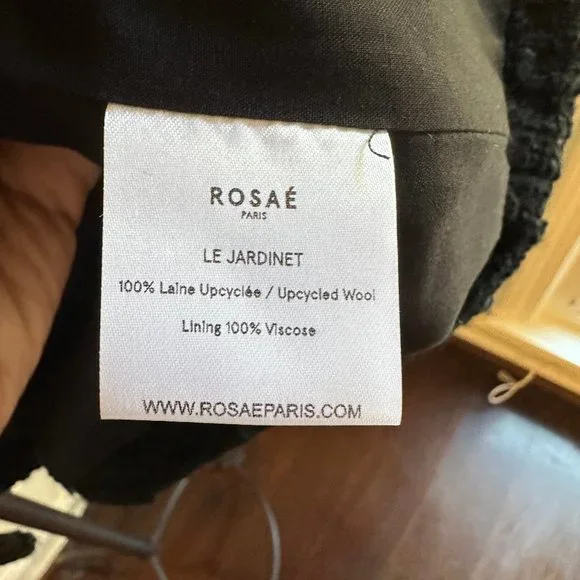 ROSAÉ
PARIS
LE JARDINET
100% Laine Upcyclée / Upcycled Wool
Lining 100% Viscose
WWW.ROSAEPARIS.COM